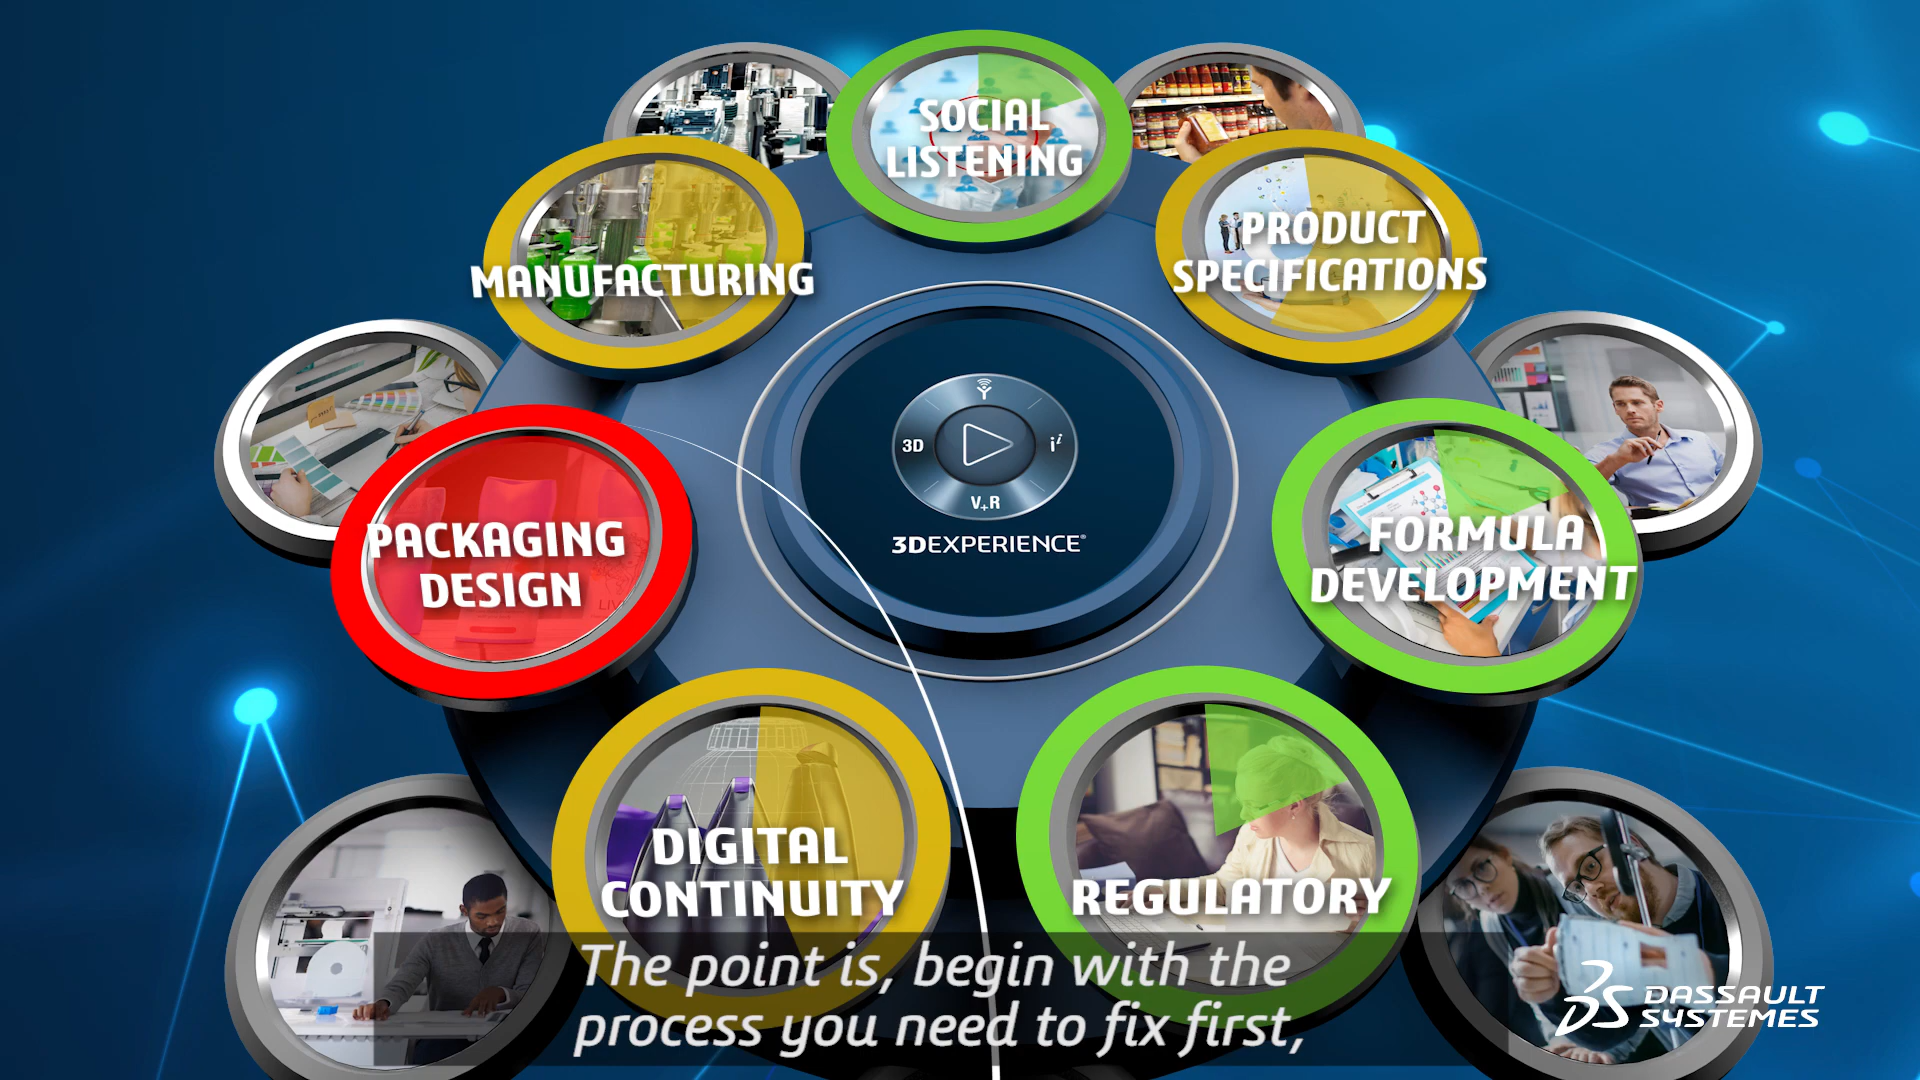 SOCIAL
LISTENING
MANUFACTURING
PRODUCT
SPECIFICATIONS
3D
i²
V+R
3DEXPERIENCE®
PACKAGING
DESIGN
FORMULA
DEVELOPMENT
DIGITAL
CONTINUITY
REGULATORY
The point is, begin with the
process you need to fix first,
DASSAULT
SYSTEMES